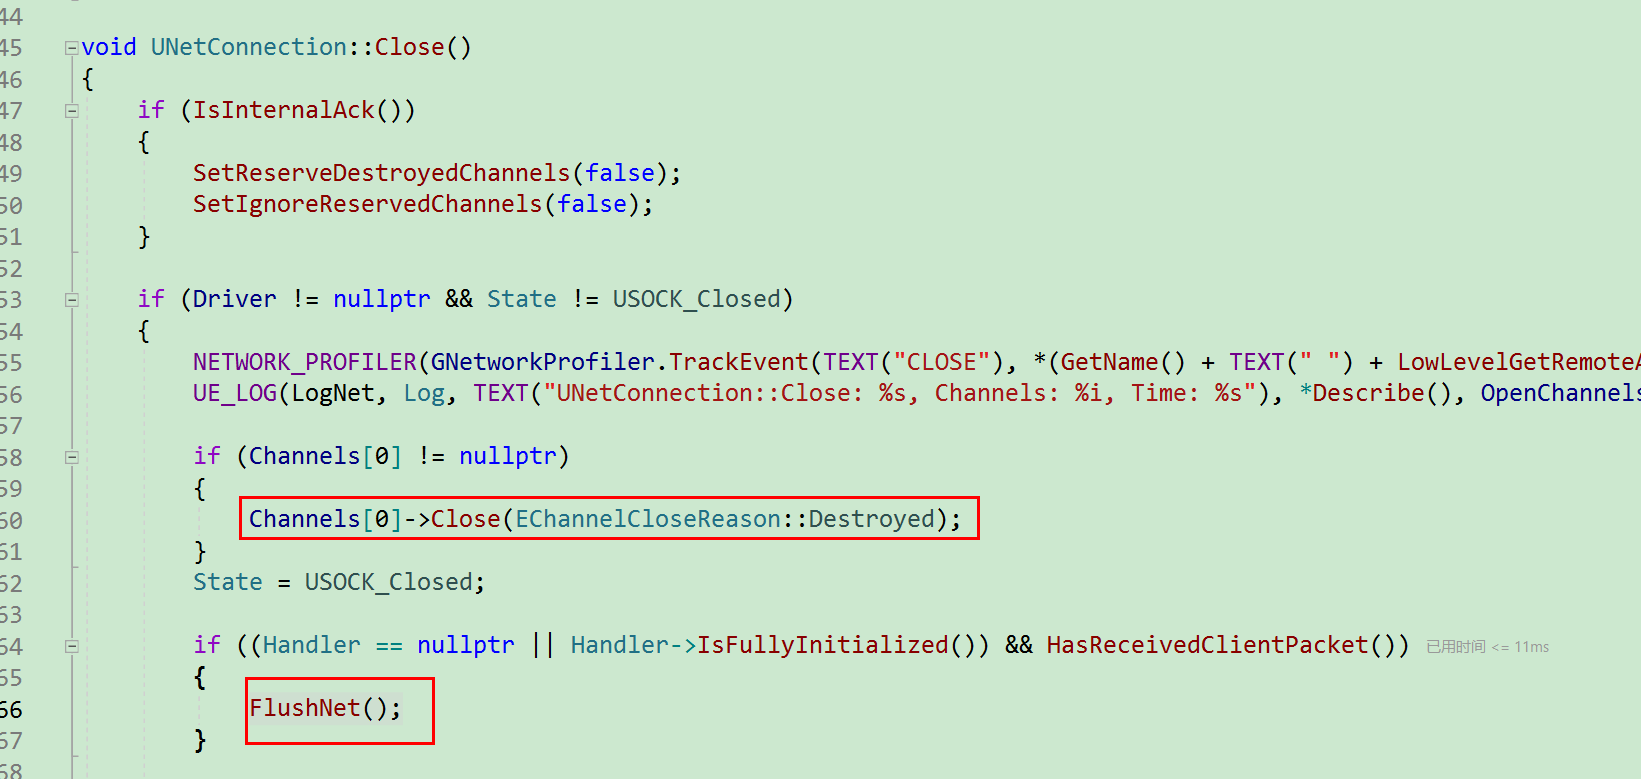 44
45 void UNetConnection::Close()
46 {
47 if (IsInternalAck())
48 {
49 SetReserveDestroyedChannels(false);
50 SetIgnoreReservedChannels(false);
51 }
52
53 if (Driver != nullptr && State != USOCK_Closed)
54 {
55 NETWORK_PROFILER(GNetworkProfiler.TrackEvent(TEXT("CLOSE"), *(GetName() + TEXT(" ") + LowLevelGetRemoteA
56 UE_LOG(LogNet, Log, TEXT("UNetConnection::Close: %s, Channels: %i, Time: %s"), *Describe(), OpenChannels
57
58 if (Channels[0] != nullptr)
59 {
60 Channels[0]->Close(EChannelCloseReason::Destroyed);
61 }
62 State = USOCK_Closed;
63
64 if ((Handler == nullptr || Handler->IsFullyInitialized()) && HasReceivedClientPacket()) 已用时间 <= 11ms
65 {
66 FlushNet();
67 }
68